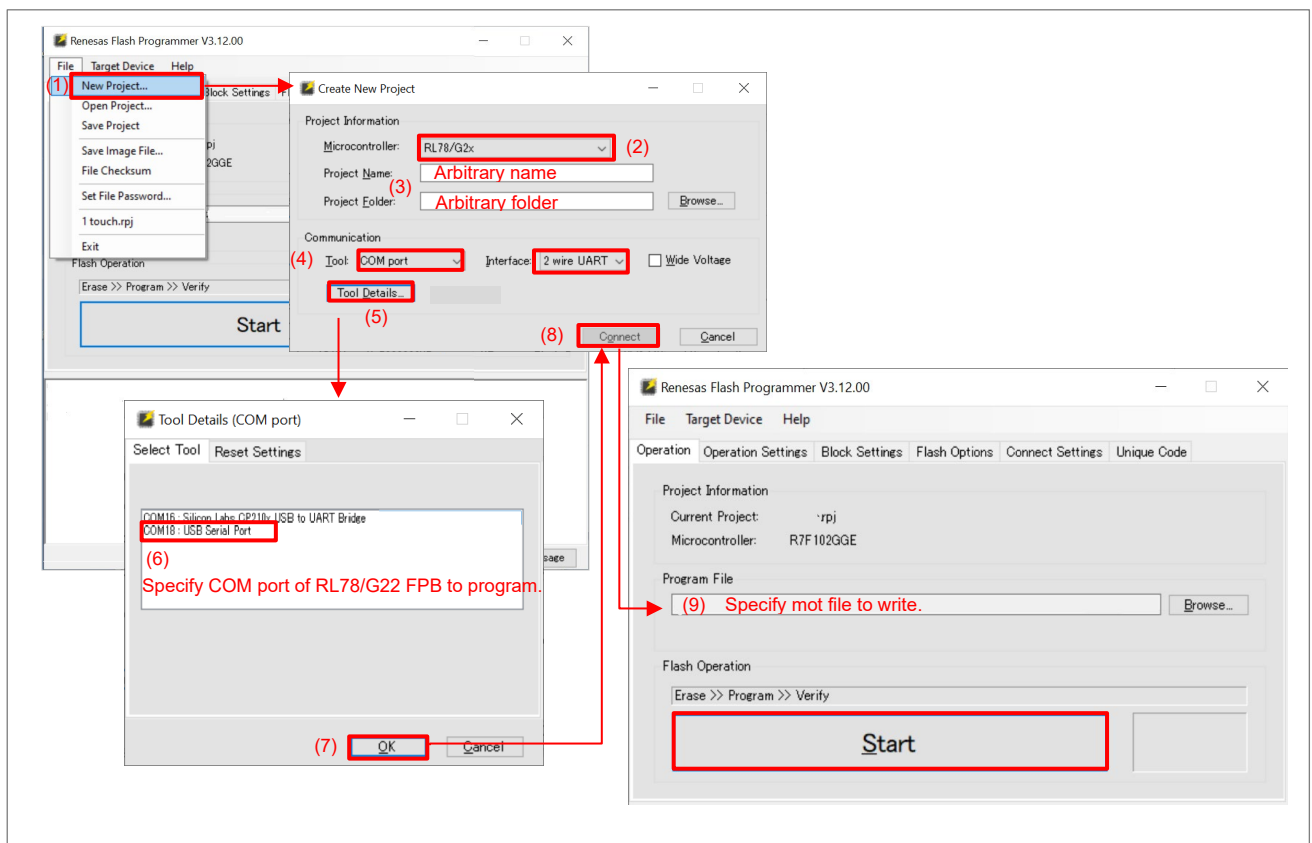 Renesas Flash Programmer V3.12.00
File Target Device Help
(1) New Project...
Block Settings
Open Project...
Save Project
Save Image File...
File Checksum
2GGE
Set File Password...
1 touch.rpj
Exit
Flash Operation
Erase >> Program >> Verify
Start
Create New Project
Project Information
Microcontroller: RL78/G2x (2)
Project Name: Arbitrary name
(3)
Project Folder: Arbitrary folder Browse...
Communication
(4) Tool: COM port Interface: 2 wire UART Wide Voltage
Tool Details...
(5)
(8) Connect Cancel
Tool Details (COM port)
Select Tool Reset Settings
COM16 : Silicon Labs CP210x USB to UART Bridge
COM18 : USB Serial Port
(6)
Specify COM port of RL78/G22 FPB to program.
(7) OK Cancel
Renesas Flash Programmer V3.12.00
File Target Device Help
Operation Operation Settings Block Settings Flash Options Connect Settings Unique Code
Project Information
Current Project: .rpj
Microcontroller: R7F102GGE
Program File
(9) Specify mot file to write. Browse...
Flash Operation
Erase >> Program >> Verify
Start